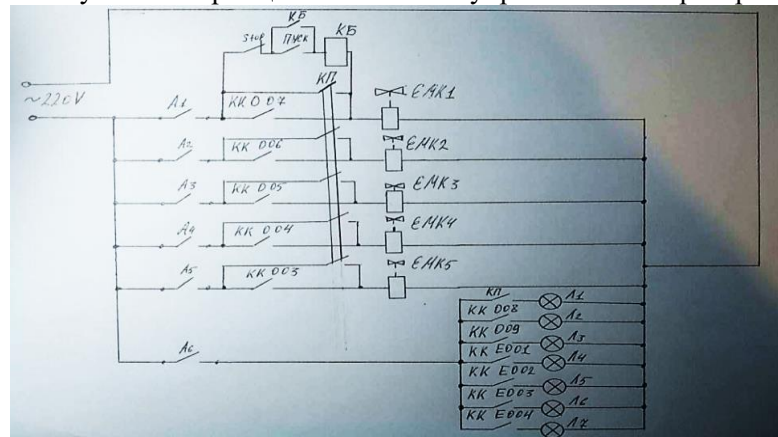 КБ
Stop ПУСК КБ
КП
~220V
А1 КК 007 ЕМК1
А2 КК 006 ЕМК2
А3 КК 005 ЕМК3
А4 КК 004 ЕМК4
А5 КК 003 ЕМК5
КП Л1
КК 008 Л2
КК 009 Л3
А6 КК Е001 Л4
КК Е002 Л5
КК Е003 Л6
КК Е004 Л7